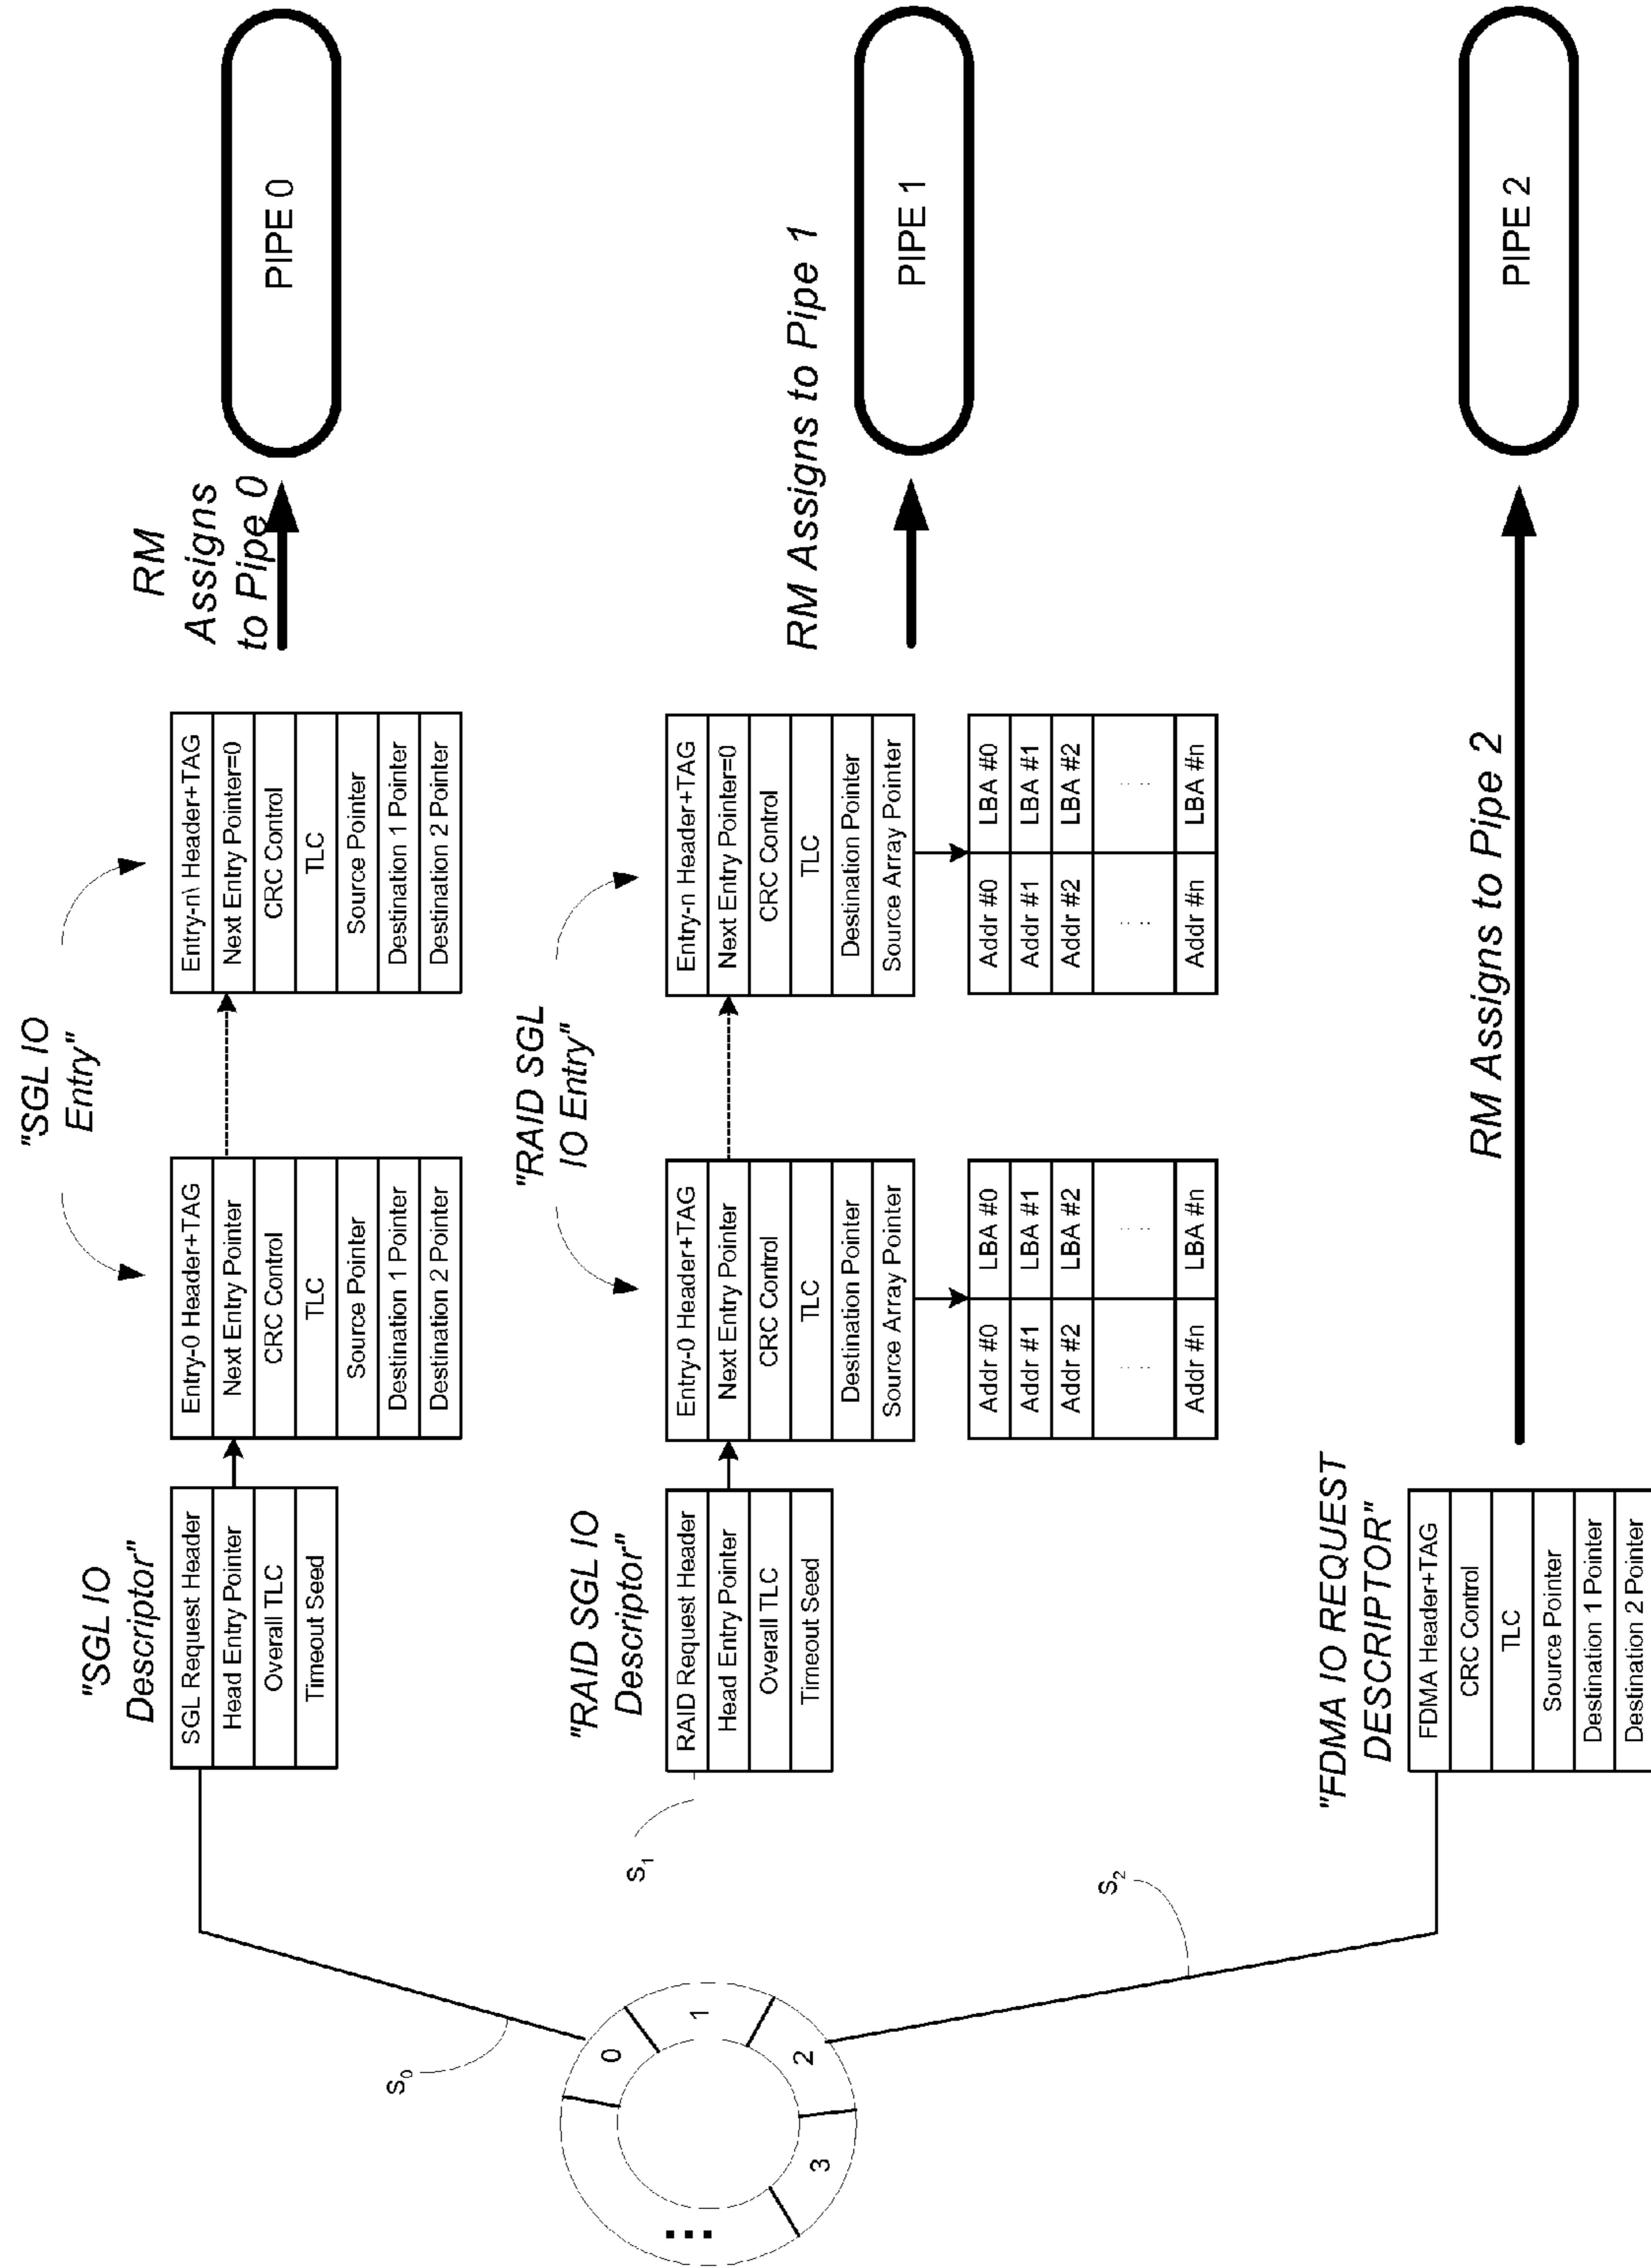 "SGL IO
Entry"
"SGL IO
Descriptor"
SGL Request Header
Head Entry Pointer
Overall TLC
Timeout Seed
Entry-0 Header+TAG
Next Entry Pointer
CRC Control
TLC
Source Pointer
Destination 1 Pointer
Destination 2 Pointer
Entry-n\ Header+TAG
Next Entry Pointer=0
CRC Control
TLC
Source Pointer
Destination 1 Pointer
Destination 2 Pointer
RM
Assigns
to Pipe 0
PIPE 0
S0
"RAID SGL
IO Entry"
"RAID SGL IO
Descriptor"
RAID Request Header
Head Entry Pointer
Overall TLC
Timeout Seed
S1
Entry-0 Header+TAG
Next Entry Pointer
CRC Control
TLC
Destination Pointer
Source Array Pointer
Addr #0 LBA #0
Addr #1 LBA #1
Addr #2 LBA #2
: : : :
Addr #n LBA #n
Entry-n Header+TAG
Next Entry Pointer=0
CRC Control
TLC
Destination Pointer
Source Array Pointer
Addr #0 LBA #0
Addr #1 LBA #1
Addr #2 LBA #2
: : : :
Addr #n LBA #n
RM Assigns to Pipe 1
PIPE 1
...
0
1
2
3
S2
"FDMA IO REQUEST
DESCRIPTOR"
FDMA Header+TAG
CRC Control
TLC
Source Pointer
Destination 1 Pointer
Destination 2 Pointer
RM Assigns to Pipe 2
PIPE 2